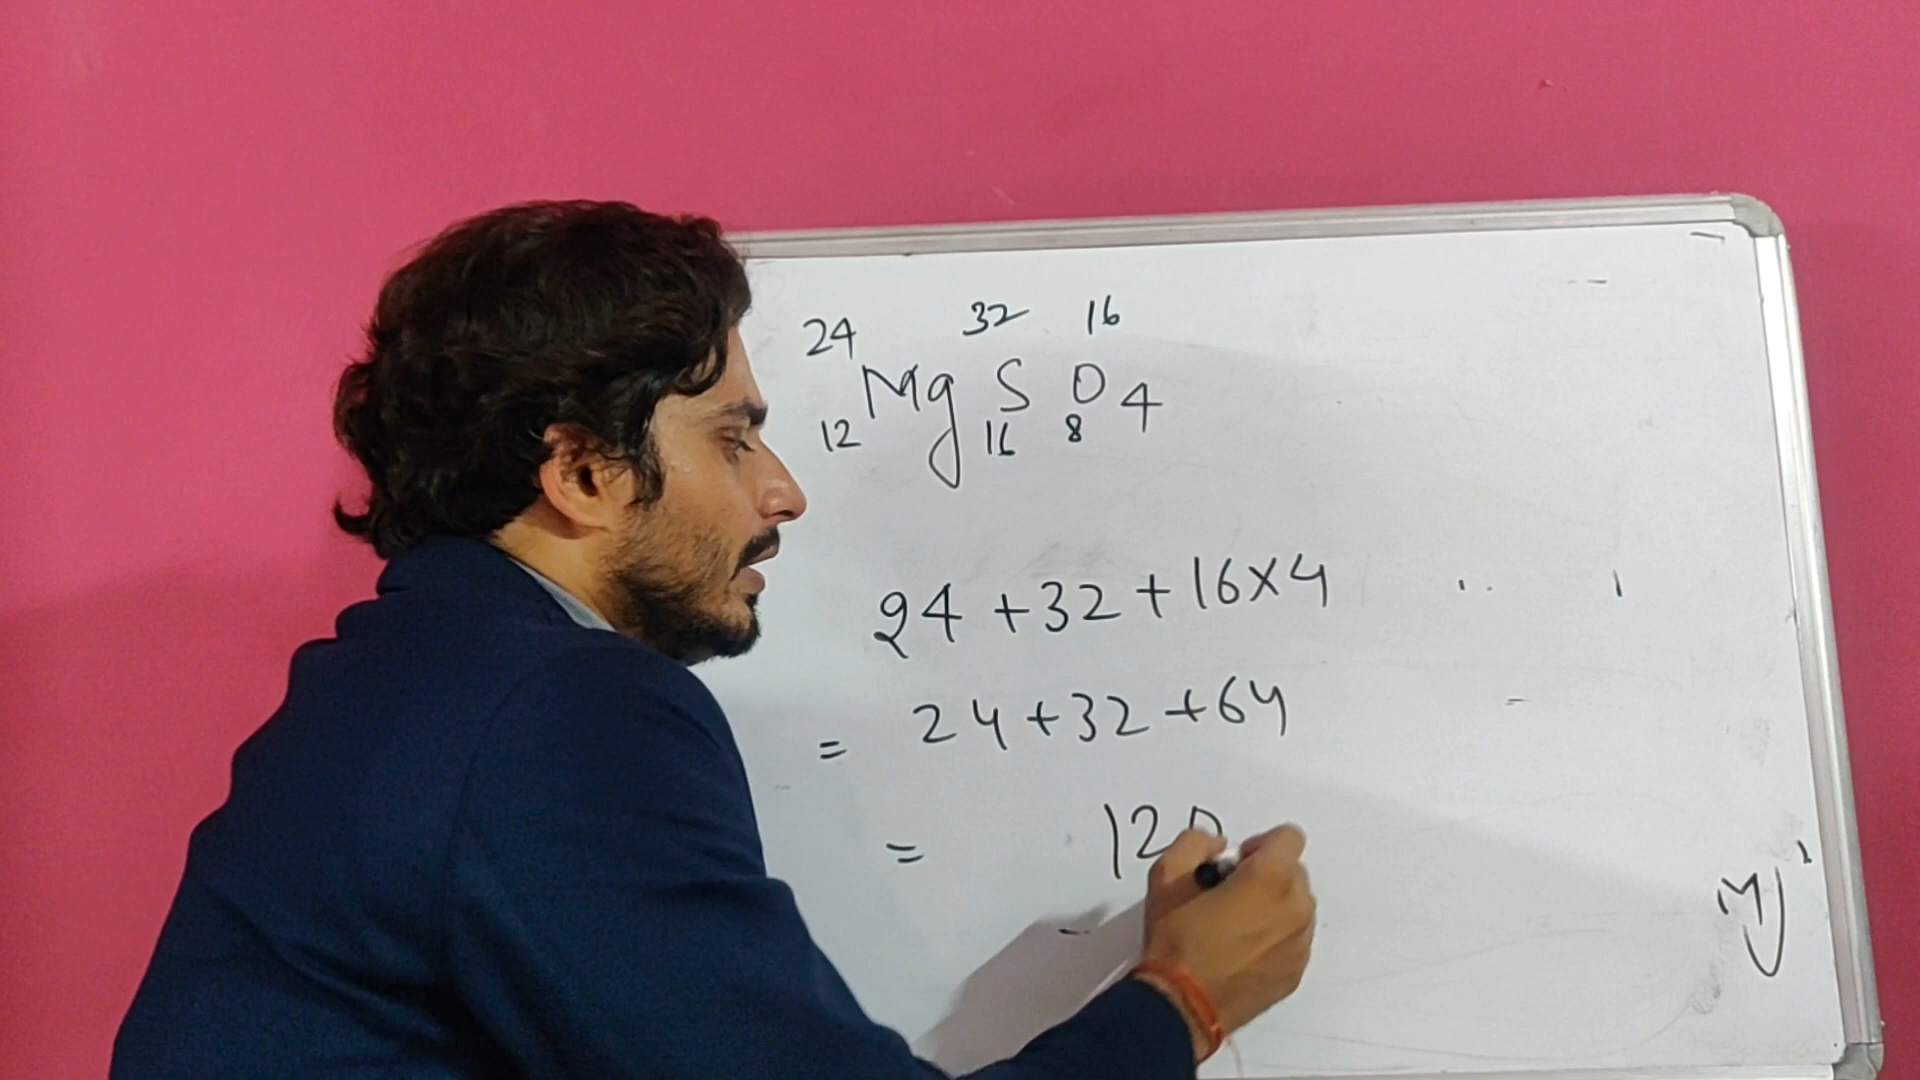 24 32 16
Mg S O4
12 16 8
24 + 32 + 16 × 4
= 24 + 32 + 64
= 120